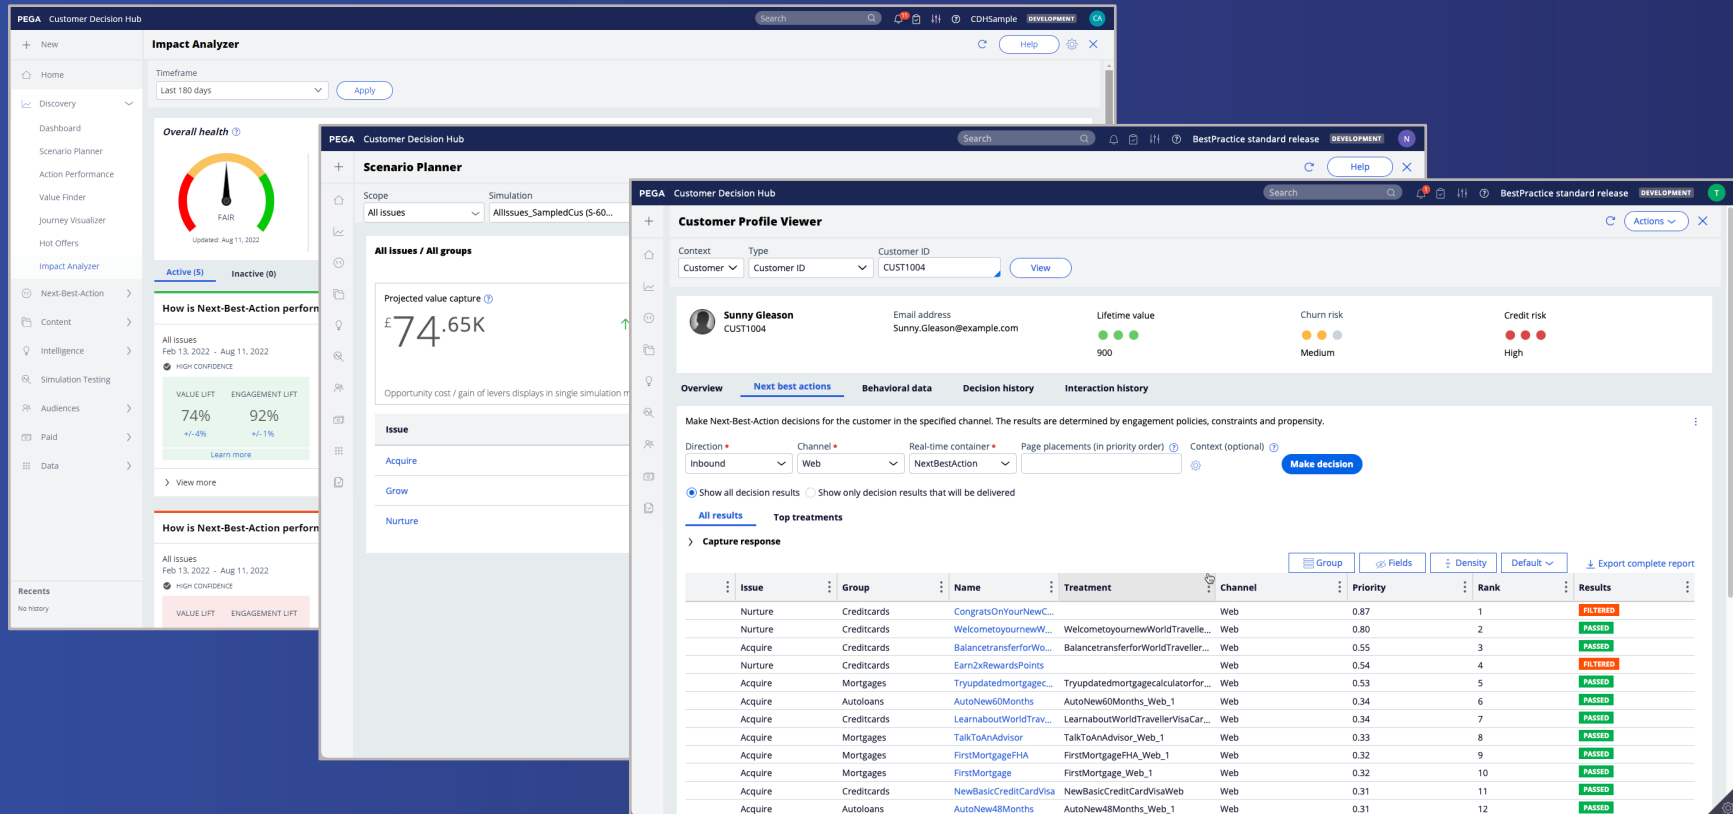 PEGA Customer Decision Hub
Search
11
CDHSample DEVELOPMENT CA
New
Impact Analyzer
Help
Home
Discovery
Dashboard
Scenario Planner
Action Performance
Value Finder
Journey Visualizer
Hot Offers
Impact Analyzer
Next-Best-Action
Content
Intelligence
Simulation Testing
Audiences
Paid
Data
Recents
No history
Timeframe
Last 180 days
Apply
Overall health
FAIR
Updated: Aug 11, 2022
Active (5) Inactive (0)
How is Next-Best-Action perforn
All issues
Feb 13, 2022 - Aug 11, 2022
HIGH CONFIDENCE
VALUE LIFT ENGAGEMENT LIFT
74% 92%
+/-4% +/-1%
Learn more
View more
How is Next-Best-Action perforn
All issues
Feb 13, 2022 - Aug 11, 2022
HIGH CONFIDENCE
VALUE LIFT ENGAGEMENT LIFT
PEGA Customer Decision Hub
Search
BestPractice standard release DEVELOPMENT N
Scenario Planner
Help
Scope Simulation
All issues AllIssues_SampledCus (S-60...
All issues / All groups
Projected value capture
£74.65K
Opportunity cost / gain of levers displays in single simulation m
Issue
Acquire
Grow
Nurture
PEGA Customer Decision Hub
Search
1
BestPractice standard release DEVELOPMENT T
Customer Profile Viewer
Actions
Context Type Customer ID
Customer Customer ID CUST1004 View
Sunny Gleason Email address Lifetime value Churn risk Credit risk
CUST1004 Sunny.Gleason@example.com
900 Medium High
Overview Next best actions Behavioral data Decision history Interaction history
Make Next-Best-Action decisions for the customer in the specified channel. The results are determined by engagement policies, constraints and propensity.
Direction * Channel * Real-time container * Page placements (in priority order) Context (optional)
Inbound Web NextBestAction Make decision
Show all decision results Show only decision results that will be delivered
All results Top treatments
Capture response
Group Fields Density Default Export complete report
Issue Group Name Treatment Channel Priority Rank Results
Nurture Creditcards CongratsOnYourNewC... Web 0.87 1 FILTERED
Nurture Creditcards WelcometoyournewW... WelcometoyournewWorldTravelle... Web 0.80 2 PASSED
Acquire Creditcards BalancetransferforWo... BalancetransferforWorldTraveller... Web 0.55 3 PASSED
Nurture Creditcards Earn2xRewardsPoints Web 0.54 4 FILTERED
Acquire Mortgages Tryupdatedmortgagec... Tryupdatedmortgagecalculatorfor... Web 0.53 5 PASSED
Acquire Autoloans AutoNew60Months AutoNew60Months_Web_1 Web 0.34 6 PASSED
Acquire Creditcards LearnaboutWorldTrav... LearnaboutWorldTravellerVisaCar... Web 0.34 7 PASSED
Acquire Mortgages TalkToAnAdvisor TalkToAnAdvisor_Web_1 Web 0.33 8 PASSED
Acquire Mortgages FirstMortgageFHA FirstMortgageFHA_Web_1 Web 0.32 9 PASSED
Acquire Mortgages FirstMortgage FirstMortgage_Web_1 Web 0.32 10 PASSED
Acquire Creditcards NewBasicCreditCardVisa NewBasicCreditCardVisaWeb Web 0.31 11 PASSED
Acquire Autoloans AutoNew48Months AutoNew48Months_Web_1 Web 0.31 12 PASSED